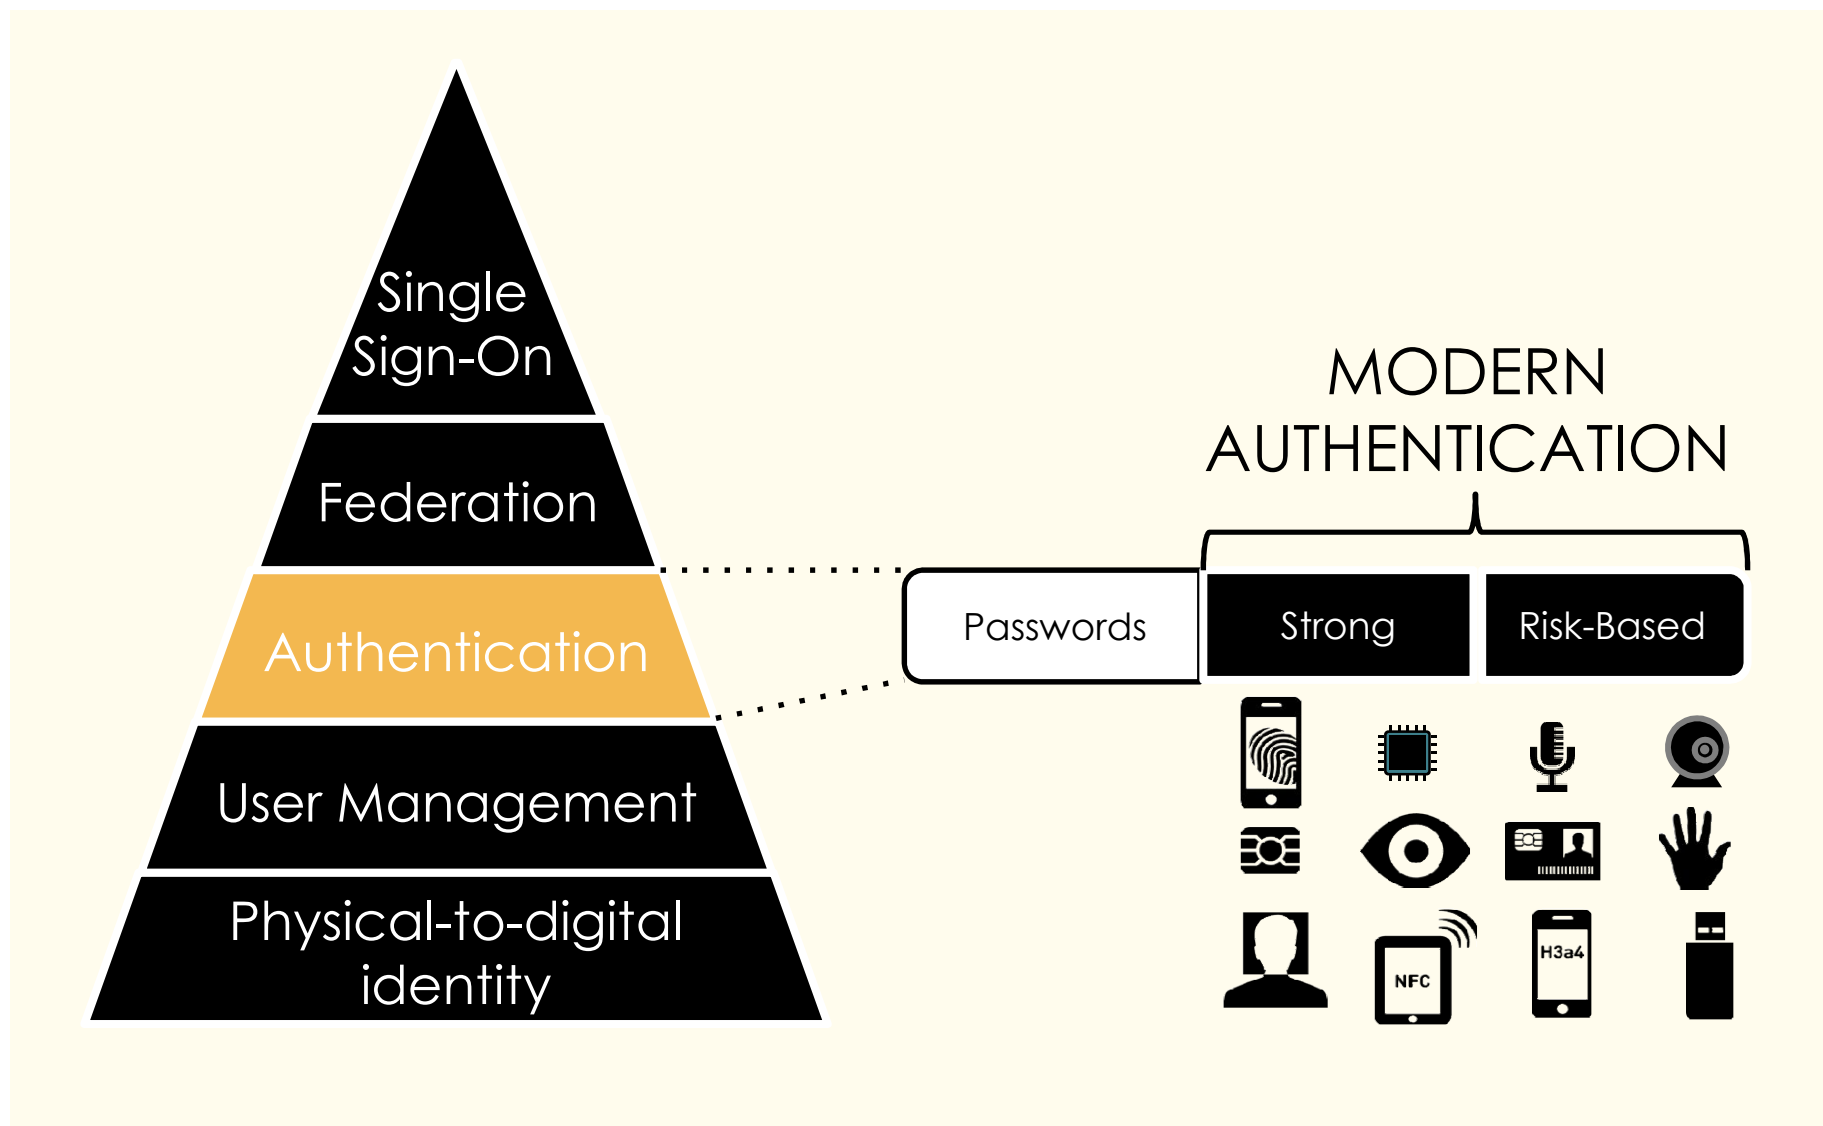 Single
Sign-On
Federation
Authentication
User Management
Physical-to-digital
identity
MODERN
AUTHENTICATION
Passwords
Strong
Risk-Based
NFC
H3a4